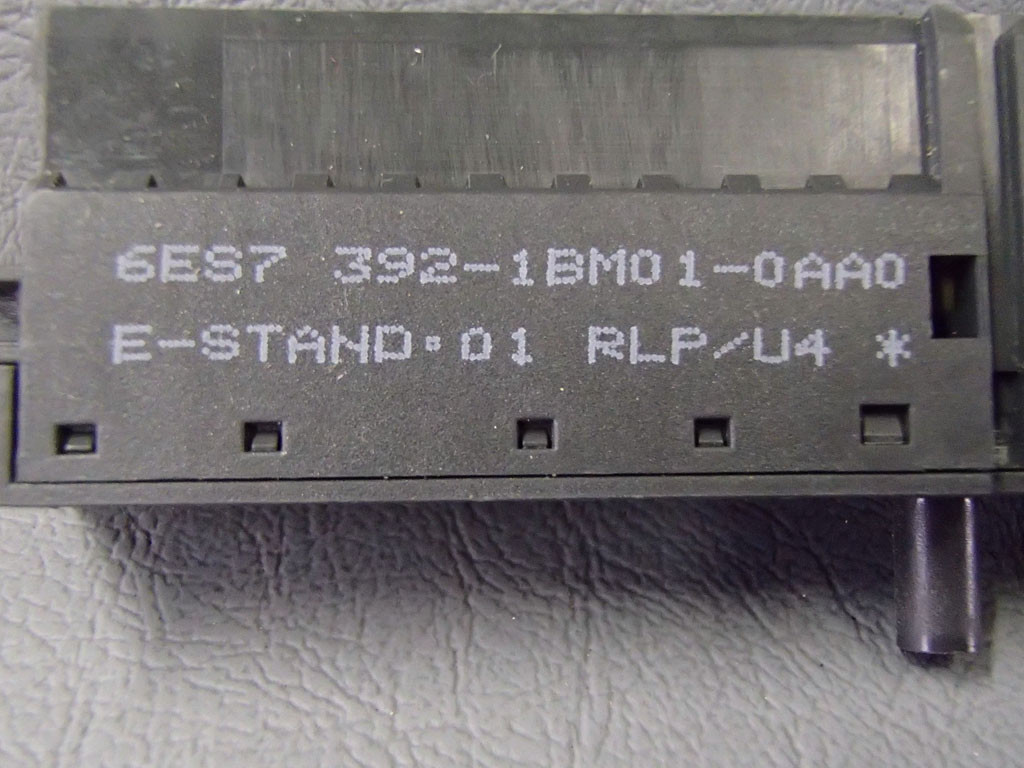 6ES7 392-1BM01-0AA0
E-STAND:01 RLP/U4 *